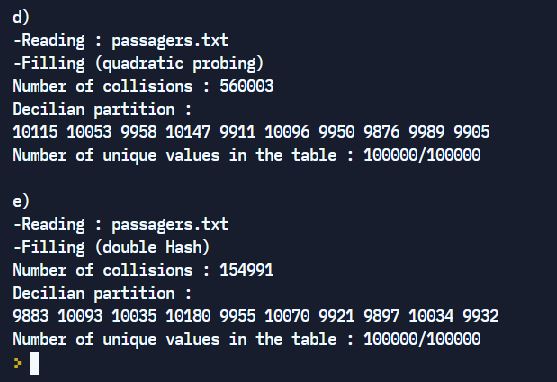 d)
-Reading : passagers.txt
-Filling (quadratic probing)
Number of collisions : 560003
Decilian partition :
10115 10053 9958 10147 9911 10096 9950 9876 9989 9905
Number of unique values in the table : 100000/100000
e)
-Reading : passagers.txt
-Filling (double Hash)
Number of collisions : 154991
Decilian partition :
9883 10093 10035 10180 9955 10070 9921 9897 10034 9932
Number of unique values in the table : 100000/100000
>